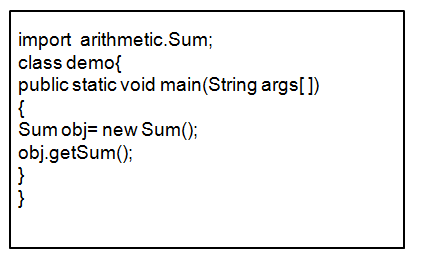 import arithmetic.Sum;
class demo{
public static void main(String args[ ])
{
Sum obj= new Sum();
obj.getSum();
}
}